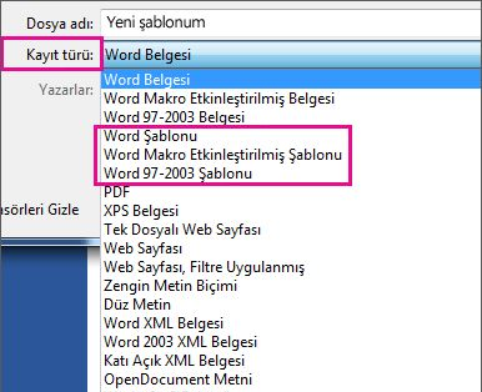 Dosya adı: Yeni şablonum
Kayıt türü: Word Belgesi
Yazarlar:
Word Belgesi
Word Makro Etkinleştirilmiş Belgesi
Word 97-2003 Belgesi
Word Şablonu
Word Makro Etkinleştirilmiş Şablonu
Word 97-2003 Şablonu
PDF
XPS Belgesi
Tek Dosyalı Web Sayfası
Web Sayfası
Web Sayfası, Filtre Uygulanmış
Zengin Metin Biçimi
Düz Metin
Word XML Belgesi
Word 2003 XML Belgesi
Katı Açık XML Belgesi
OpenDocument Metni
Gizle